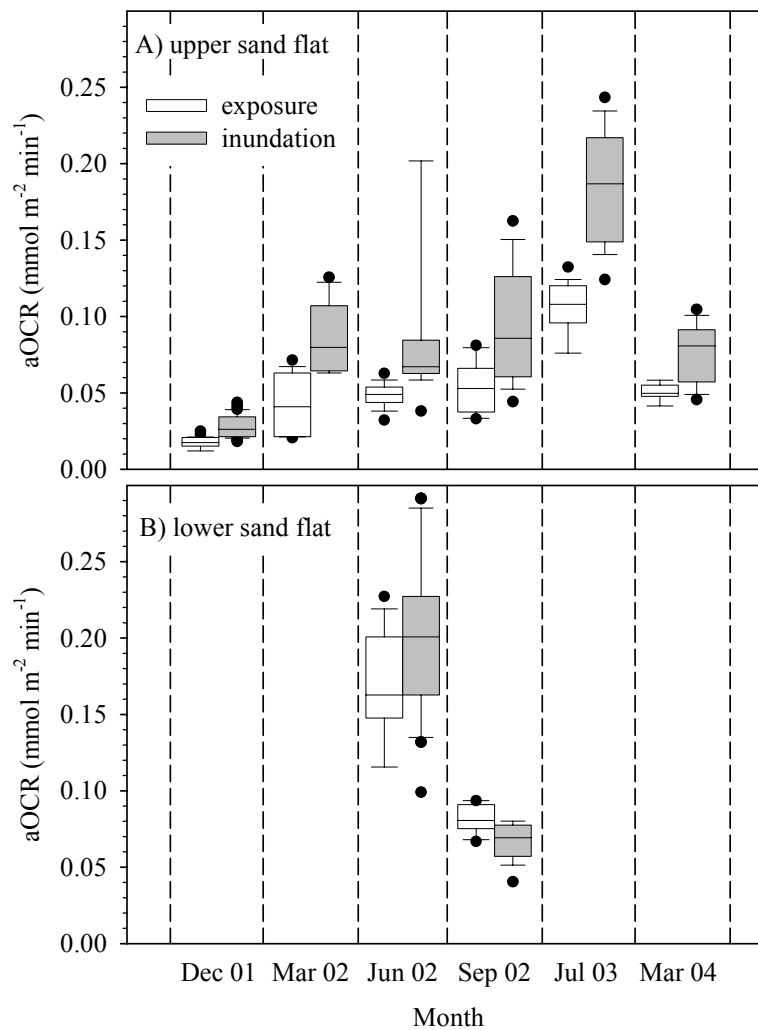 A) upper sand flat
exposure
inundation
0.25
0.20
0.15
0.10
0.05
0.00
aOCR (mmol m⁻² min⁻¹)
B) lower sand flat
0.25
0.20
0.15
0.10
0.05
0.00
aOCR (mmol m⁻² min⁻¹)
Dec 01 Mar 02 Jun 02 Sep 02 Jul 03 Mar 04
Month